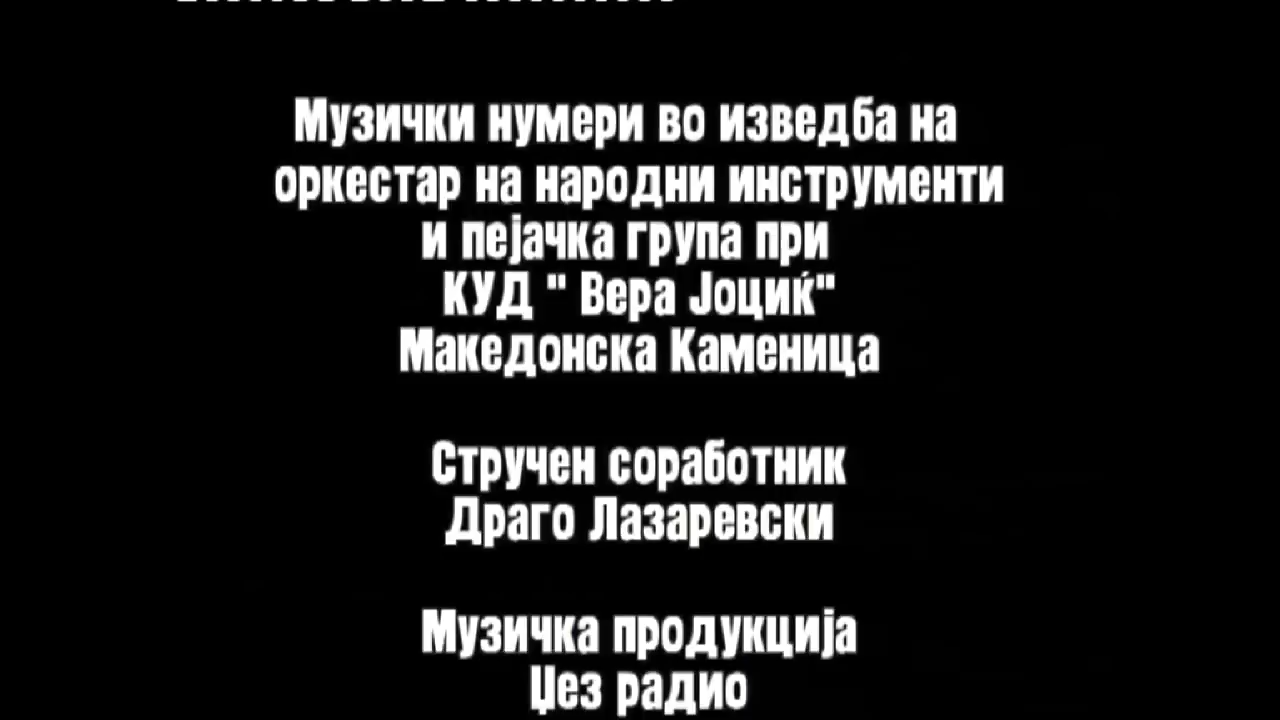 Музички нумери во изведба на
оркестар на народни инструменти
и пејачка група при
КУД " Вера Јоциќ"
Македонска Каменица
Стручен соработник
Драго Лазаревски
Музичка продукција
Џез радио